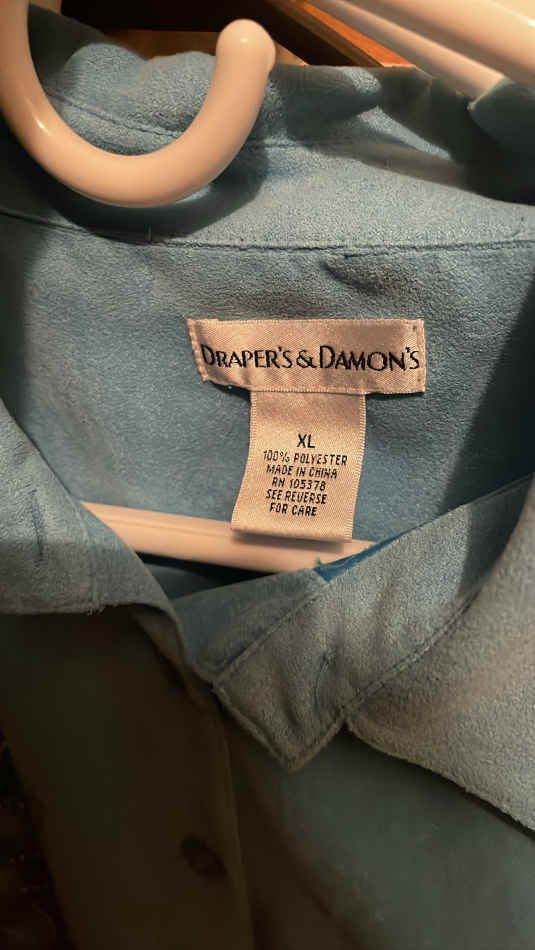 DRAPER'S & DAMON'S
XL
100% POLYESTER
MADE IN CHINA
RN 105378
SEE REVERSE
FOR CARE